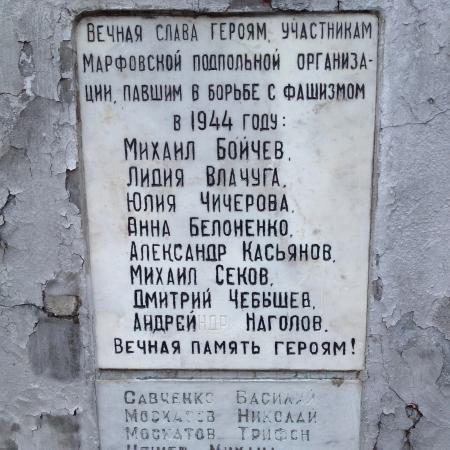 Вечная слава героям, участникам
Марфовской подпольной организа-
ции, павшим в борьбе с фашизмом
в 1944 году:
Михаил Бойчев,
Лидия Влачуга,
Юлия Чичерова,
Анна Белоненко,
Александр Касьянов,
Михаил Секов,
Дмитрий Чебышев,
Андрей Наголов.
Вечная память героям!
Савченко Василий
Москатов Николай
Москатов Трифон